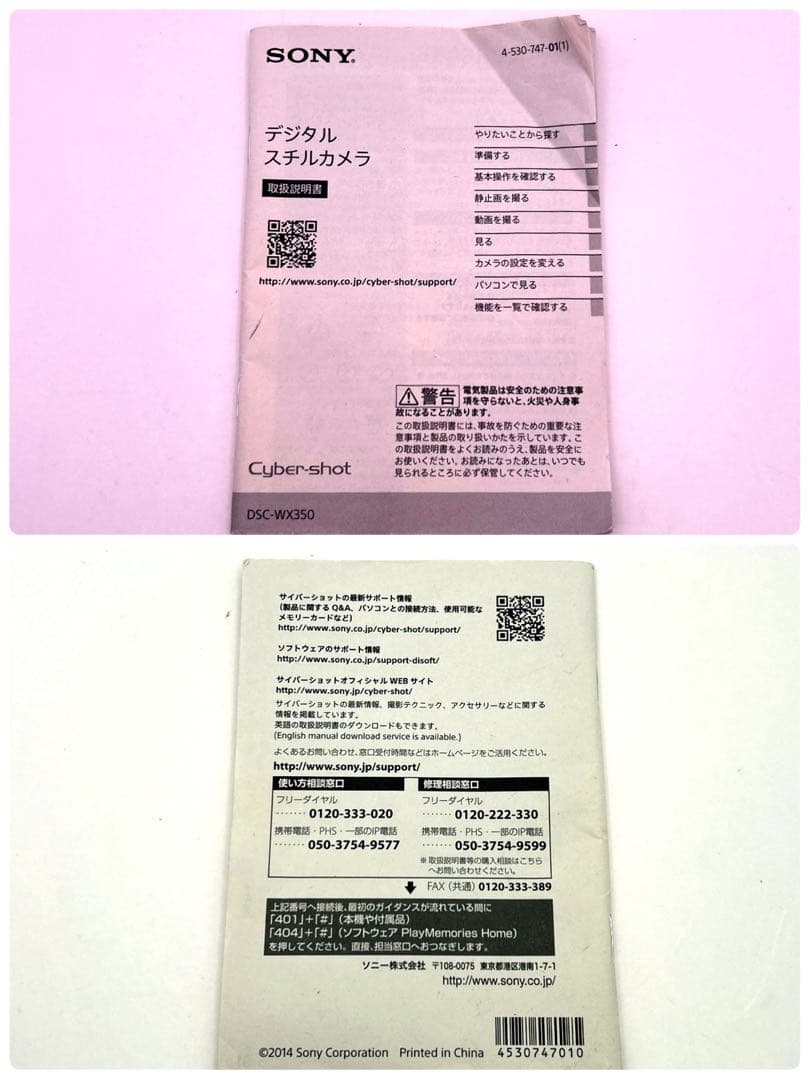 SONY®
4-530-747-01(1)
デジタル
スチルカメラ
取扱説明書
http://www.sony.co.jp/cyber-shot/support/
やりたいことから探す
準備する
基本操作を確認する
静止画を撮る
動画を撮る
見る
カメラの設定を変える
パソコンで見る
機能を一覧で確認する
警告 電気製品は安全のための注意事
項を守らないと、火災や人身事
故になることがあります。
この取扱説明書には、事故を防ぐための重要な注
意事項と製品の取り扱いかたを示しています。こ
の取扱説明書をよくお読みのうえ、製品を安全に
お使いください。お読みになったあとは、いつでも
見られるところに必ず保管してください。
Cyber-shot
DSC-WX350
サイバーショットの最新サポート情報
(製品に関するQ&A、パソコンとの接続方法、使用可能な
メモリーカードなど)
http://www.sony.co.jp/cyber-shot/support/
ソフトウェアのサポート情報
http://www.sony.co.jp/support-disoft/
サイバーショットオフィシャル WEB サイト
http://www.sony.jp/cyber-shot/
サイバーショットの最新情報、撮影テクニック、アクセサリーなどに関する
情報を掲載しています。
英語の取扱説明書のダウンロードもできます。
(English manual download service is available.)
よくあるお問い合わせ、窓口受付時間などはホームページをご活用ください。
http://www.sony.jp/support/
使い方相談窓口
フリーダイヤル
······· 0120-333-020
携帯電話・PHS・一部のIP電話
······· 050-3754-9577
修理相談窓口
フリーダイヤル
······· 0120-222-330
携帯電話・PHS・一部のIP電話
······· 050-3754-9599
※ 取扱説明書等の購入相談はこちら
へお問い合わせください。
FAX (共通) 0120-333-389
上記番号へ接続後、最初のガイダンスが流れている間に
「401」+「#」(本機や付属品)
「404」+「#」(ソフトウェア PlayMemories Home)
を押してください。直接、担当窓口へおつなぎします。
ソニー株式会社 〒108-0075 東京都港区港南1-7-1
http://www.sony.co.jp/
©2014 Sony Corporation Printed in China
4530747010